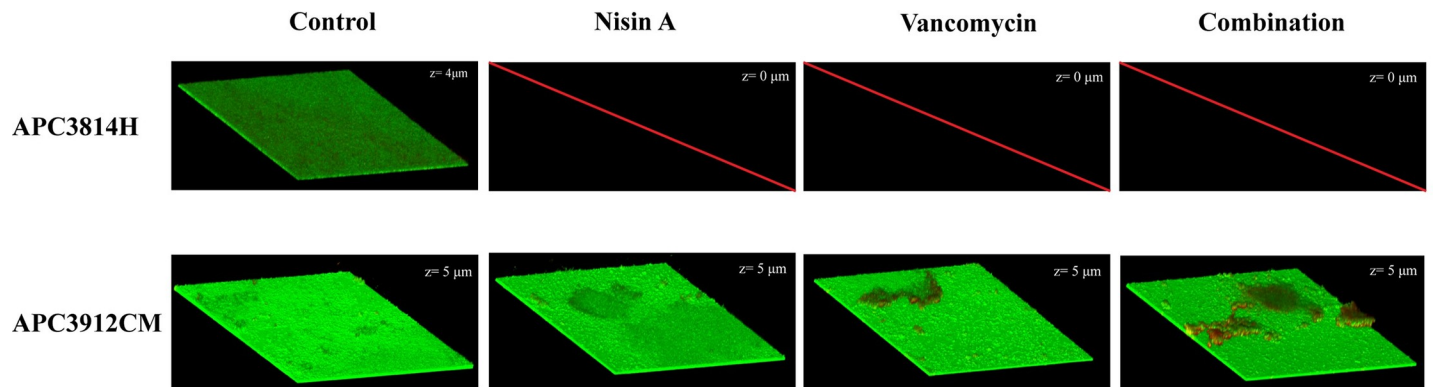 Control Nisin A Vancomycin Combination
APC3814H
z= 4μm z= 0 μm z= 0 μm z= 0 μm
APC3912CM
z= 5 μm z= 5 μm z= 5 μm z= 5 μm